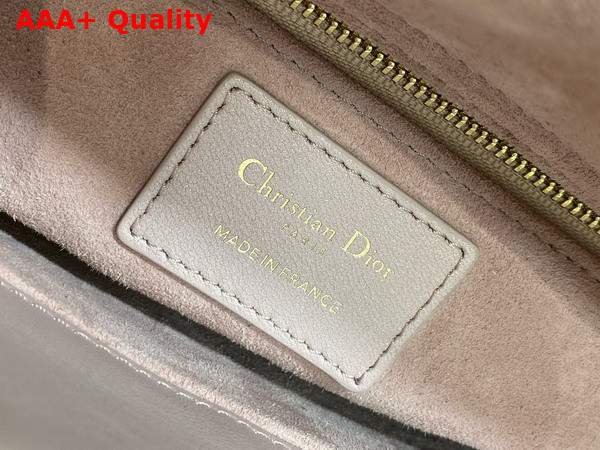 AAA+ Quality
Christian Dior
PARIS
MADE IN FRANCE